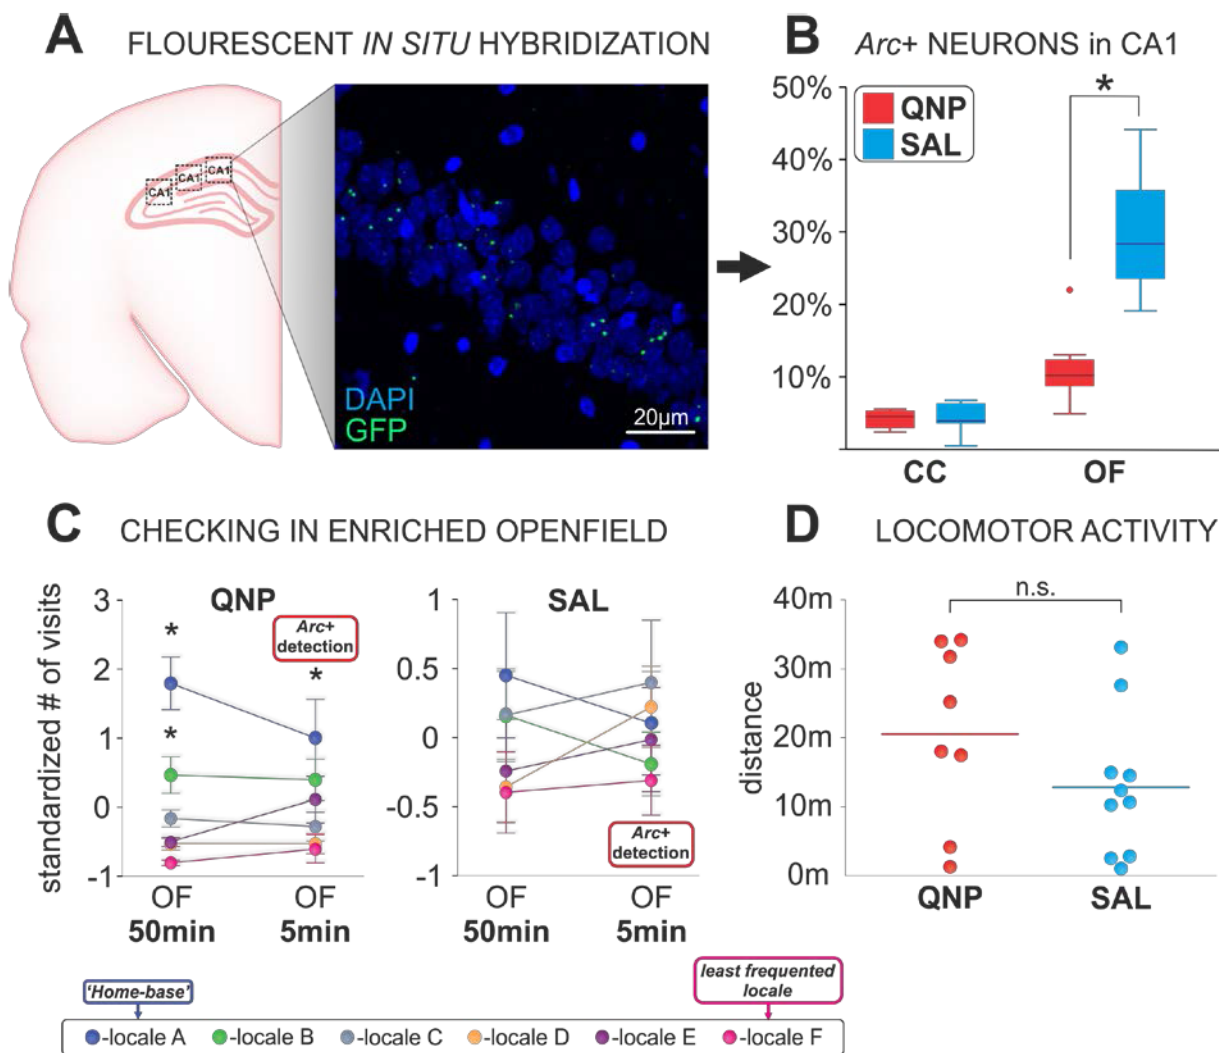 A FLOURESCENT IN SITU HYBRIDIZATION
CA1
CA1
CA1
DAPI
GFP
20µm
B Arc+ NEURONS in CA1
50%
40%
30%
20%
10%
QNP
SAL
*
CC OF
C CHECKING IN ENRICHED OPENFIELD
standardized # of visits
QNP
3
2
1
0
-1
*
*
*
Arc+
detection
OF OF
50min 5min
SAL
1
0.5
0
-0.5
1
Arc+
detection
OF OF
50min 5min
D LOCOMOTOR ACTIVITY
distance
40m
30m
20m
10m
0m
n.s.
QNP SAL
'Home-base'
least frequented
locale
-locale A -locale B -locale C -locale D -locale E -locale F